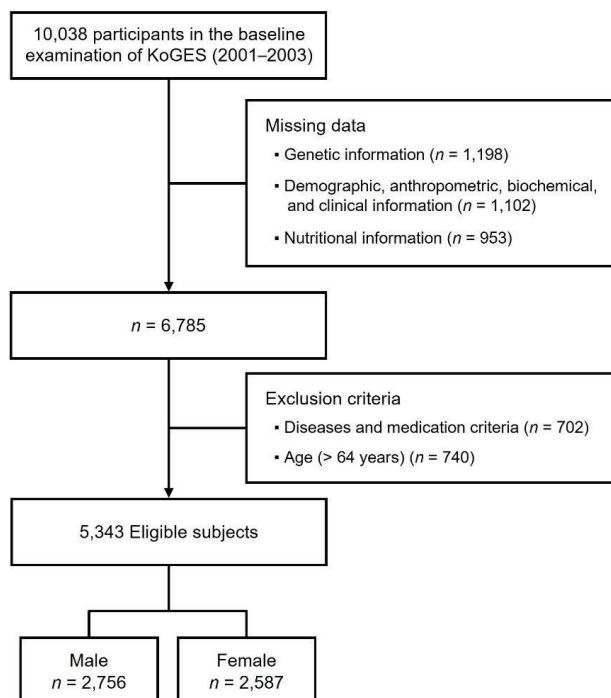 10,038 participants in the baseline
examination of KoGES (2001–2003)
Missing data
▪ Genetic information (n = 1,198)
▪ Demographic, anthropometric, biochemical,
and clinical information (n = 1,102)
▪ Nutritional information (n = 953)
n = 6,785
Exclusion criteria
▪ Diseases and medication criteria (n = 702)
▪ Age (> 64 years) (n = 740)
5,343 Eligible subjects
Male
n = 2,756
Female
n = 2,587